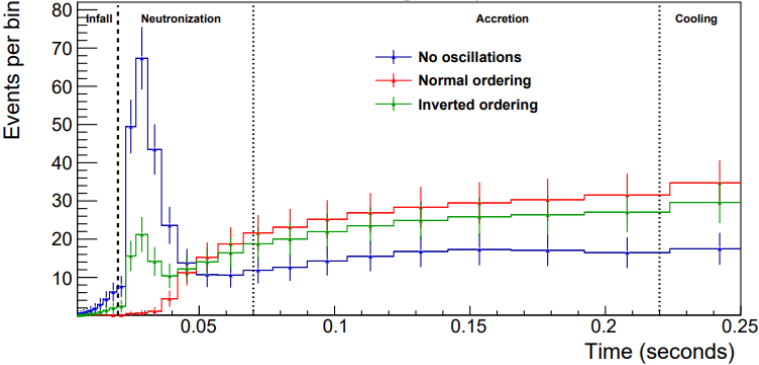 Events per bin
80
70
60
50
40
30
20
10
Infall
Neutronization
Accretion
Cooling
No oscillations
Normal ordering
Inverted ordering
0.05
0.1
0.15
0.2
0.25
Time (seconds)